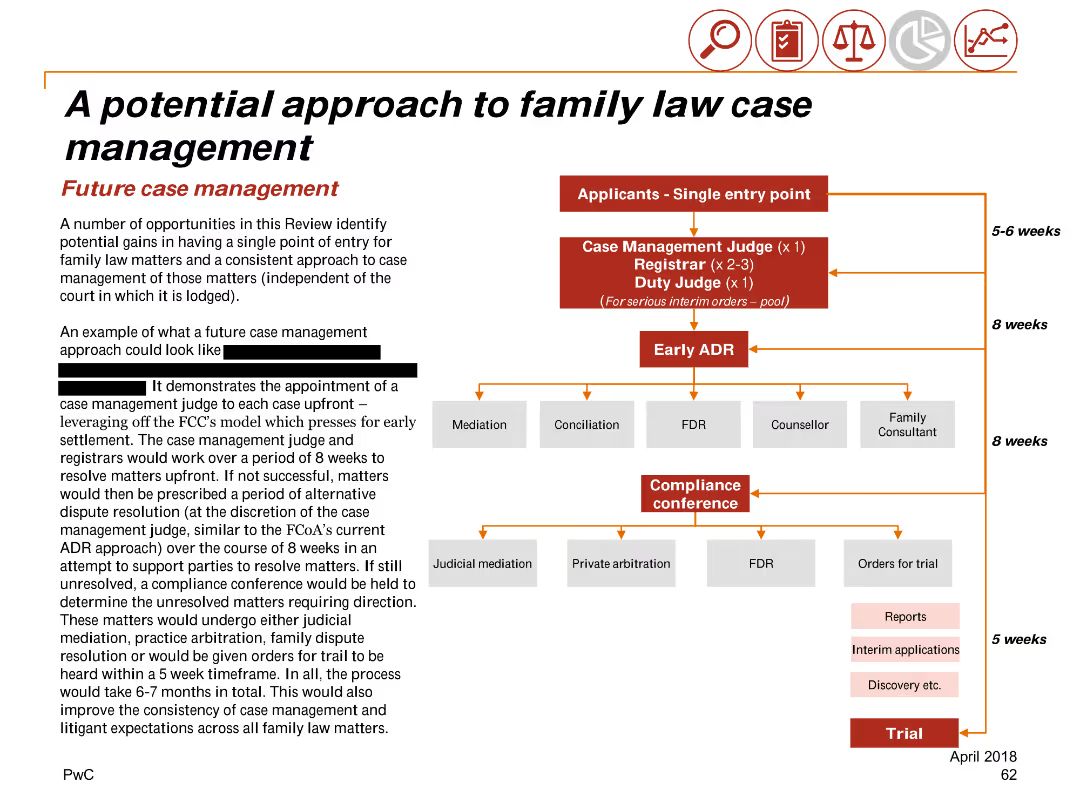 A potential approach to family law case
management
Future case management
A number of opportunities in this Review identify
potential gains in having a single point of entry for
family law matters and a consistent approach to case
management of those matters (independent of the
court in which it is lodged).
An example of what a future case management
approach could look like
It demonstrates the appointment of a
case management judge to each case upfront –
leveraging off the FCC's model which presses for early
settlement. The case management judge and
registrars would work over a period of 8 weeks to
resolve matters upfront. If not successful, matters
would then be prescribed a period of alternative
dispute resolution (at the discretion of the case
management judge, similar to the FCoA's current
ADR approach) over the course of 8 weeks in an
attempt to support parties to resolve matters. If still
unresolved, a compliance conference would be held to
determine the unresolved matters requiring direction.
These matters would undergo either judicial
mediation, practice arbitration, family dispute
resolution or would be given orders for trail to be
heard within a 5 week timeframe. In all, the process
would take 6-7 months in total. This would also
improve the consistency of case management and
litigant expectations across all family law matters.
Applicants - Single entry point
5-6 weeks
Case Management Judge (x 1)
Registrar (x 2-3)
Duty Judge (x 1)
(For serious interim orders – pool)
8 weeks
Early ADR
Mediation
Conciliation
FDR
Counsellor
Family
Consultant
8 weeks
Compliance
conference
Judicial mediation
Private arbitration
FDR
Orders for trial
Reports
Interim applications
Discovery etc.
5 weeks
Trial
April 2018
PwC
62